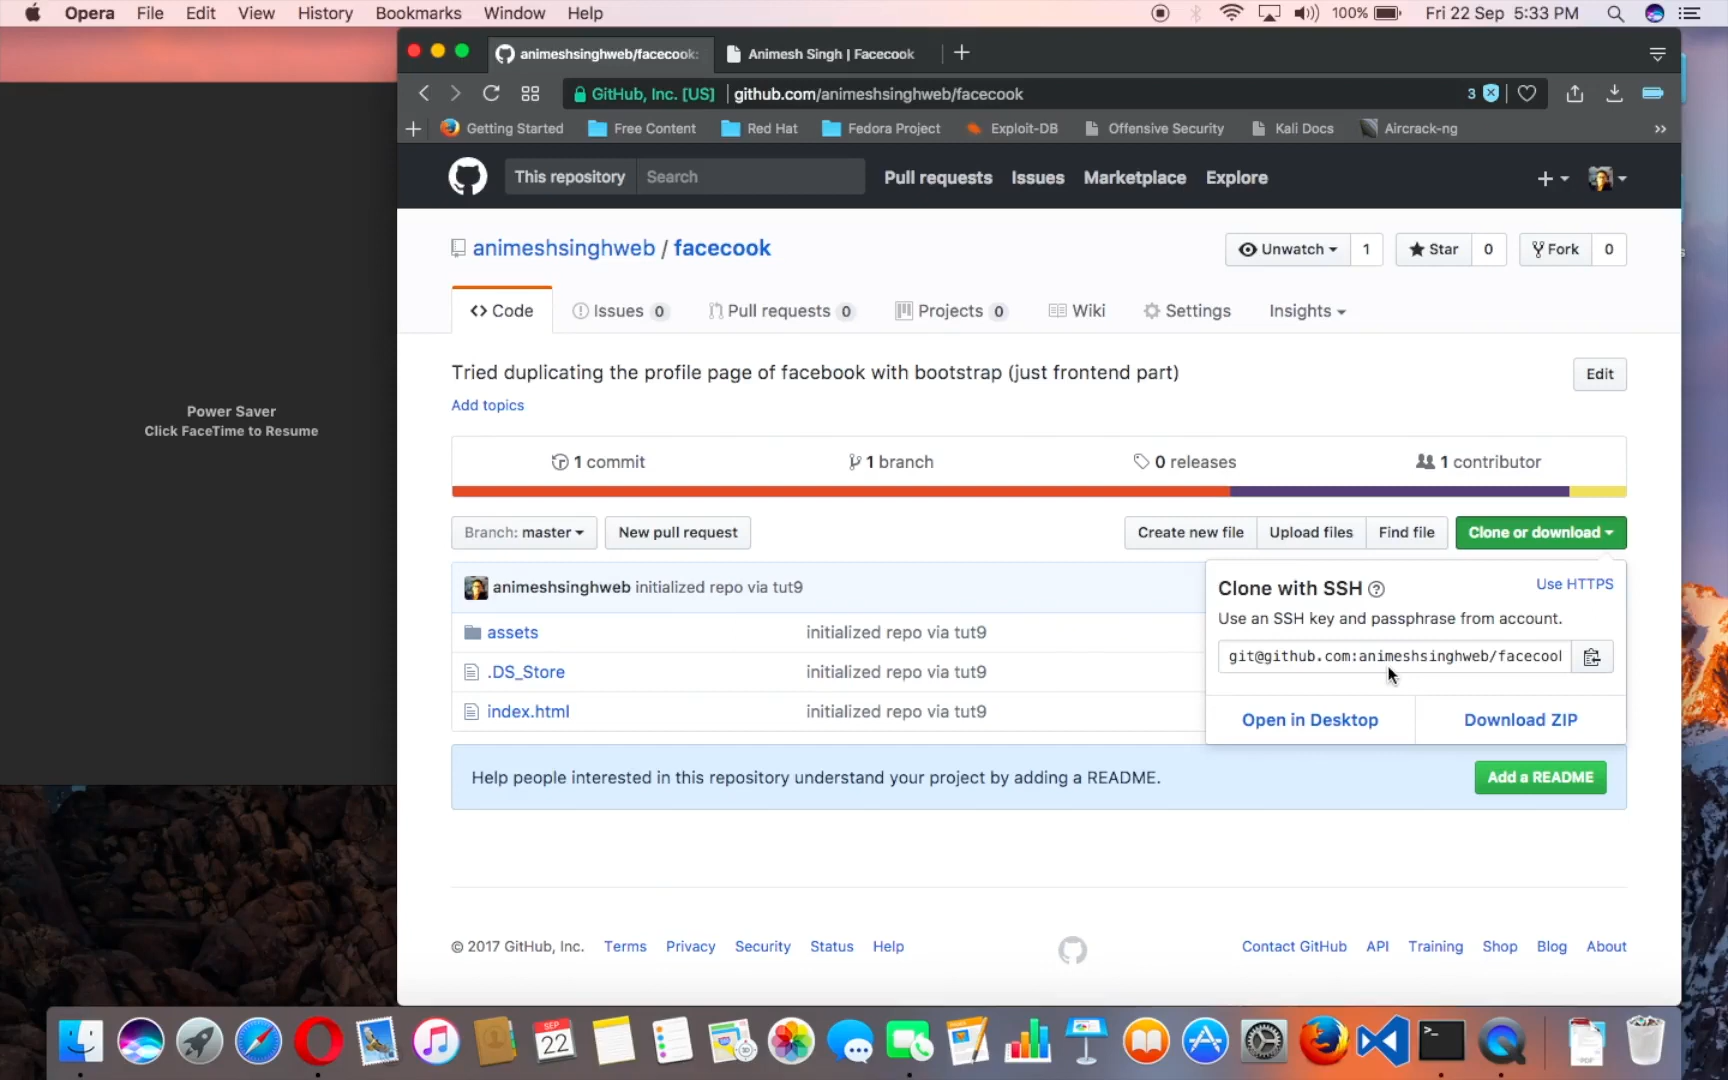 Opera File Edit View History Bookmarks Window Help 100% Fri 22 Sep 5:33 PM
animeshsinghweb/facecook: Animesh Singh | Facecook
GitHub, Inc. [US] github.com/animeshsinghweb/facecook 3
Getting Started Free Content Red Hat Fedora Project Exploit-DB Offensive Security Kali Docs Aircrack-ng
This repository Search Pull requests Issues Marketplace Explore
animeshsinghweb / facecook Unwatch 1 Star 0 Fork 0
Code Issues 0 Pull requests 0 Projects 0 Wiki Settings Insights
Tried duplicating the profile page of facebook with bootstrap (just frontend part) Edit
Add topics
Power Saver
Click FaceTime to Resume
1 commit 1 branch 0 releases 1 contributor
Branch: master New pull request Create new file Upload files Find file Clone or download
animeshsinghweb initialized repo via tut9
assets initialized repo via tut9
.DS_Store initialized repo via tut9
index.html initialized repo via tut9
Clone with SSH ? Use HTTPS
Use an SSH key and passphrase from account.
git@github.com:animeshsinghweb/facecool
Open in Desktop Download ZIP
Help people interested in this repository understand your project by adding a README. Add a README
© 2017 GitHub, Inc. Terms Privacy Security Status Help Contact GitHub API Training Shop Blog About
SEP
22